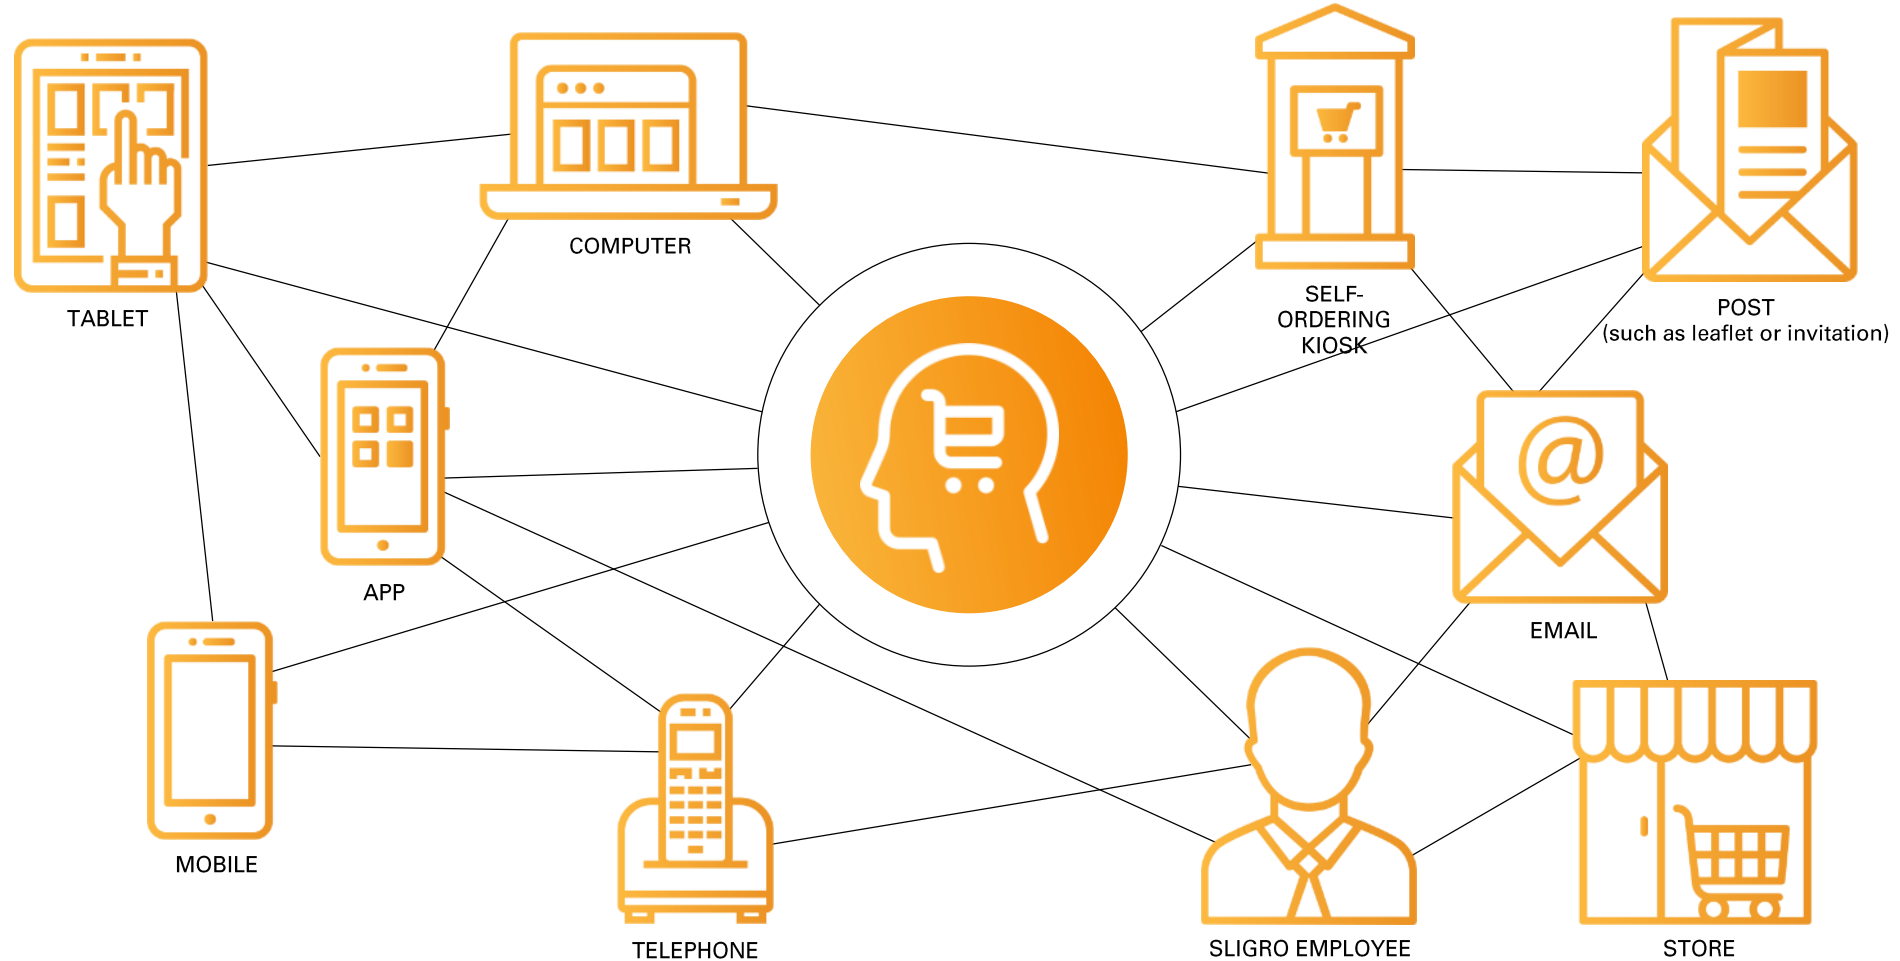 COMPUTER
SELF-
ORDERING
KIOSK
POST
(such as leaflet or invitation)
TABLET
@
APP
EMAIL
MOBILE
TELEPHONE
SLIGRO EMPLOYEE
STORE